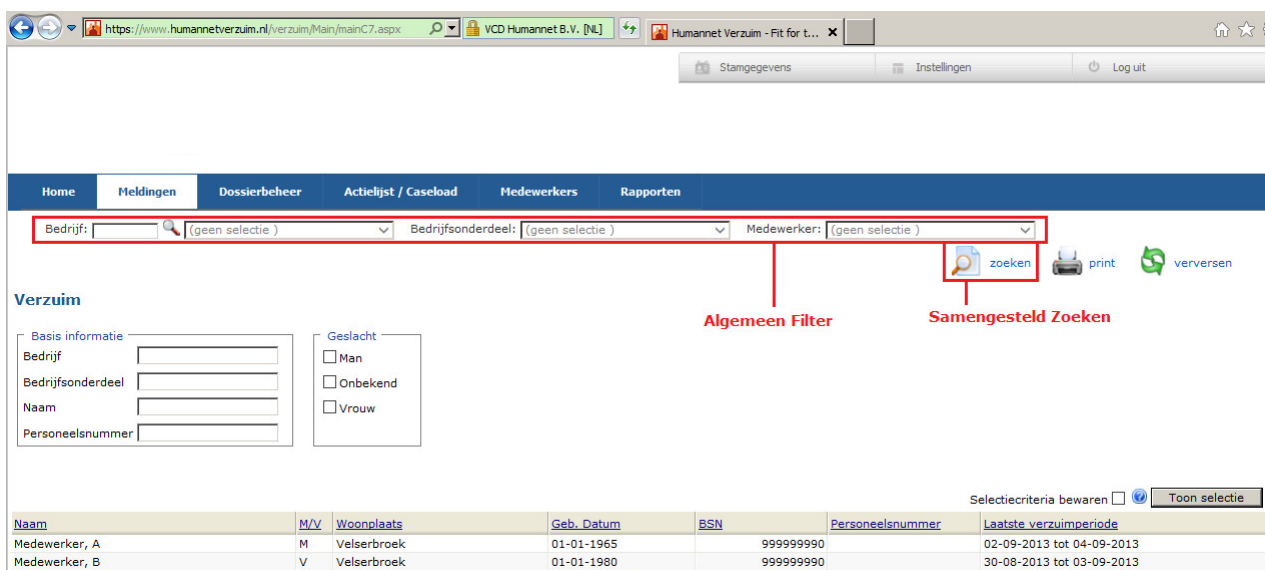 https://www.humannetverzuim.nl/verzuim/Main/mainC7.aspx VCD Humannet B.V. [NL] Humannet Verzuim - Fit for t...
Stamgegevens Instellingen Log uit
Home Meldingen Dossierbeheer Actielijst / Caseload Medewerkers Rapporten
Bedrijf: (geen selectie ) Bedrijfsonderdeel: (geen selectie ) Medewerker: (geen selectie )
zoeken print verversen
Verzuim
Algemeen Filter Samengesteld Zoeken
Basis informatie Geslacht
Bedrijf Man
Bedrijfsonderdeel Onbekend
Naam Vrouw
Personeelsnummer
Selectiecriteria bewaren Toon selectie
Naam M/V Woonplaats Geb. Datum BSN Personeelsnummer Laatste verzuimperiode
Medewerker, A M Velserbroek 01-01-1965 999999990 02-09-2013 tot 04-09-2013
Medewerker, B V Velserbroek 01-01-1980 999999990 30-08-2013 tot 03-09-2013